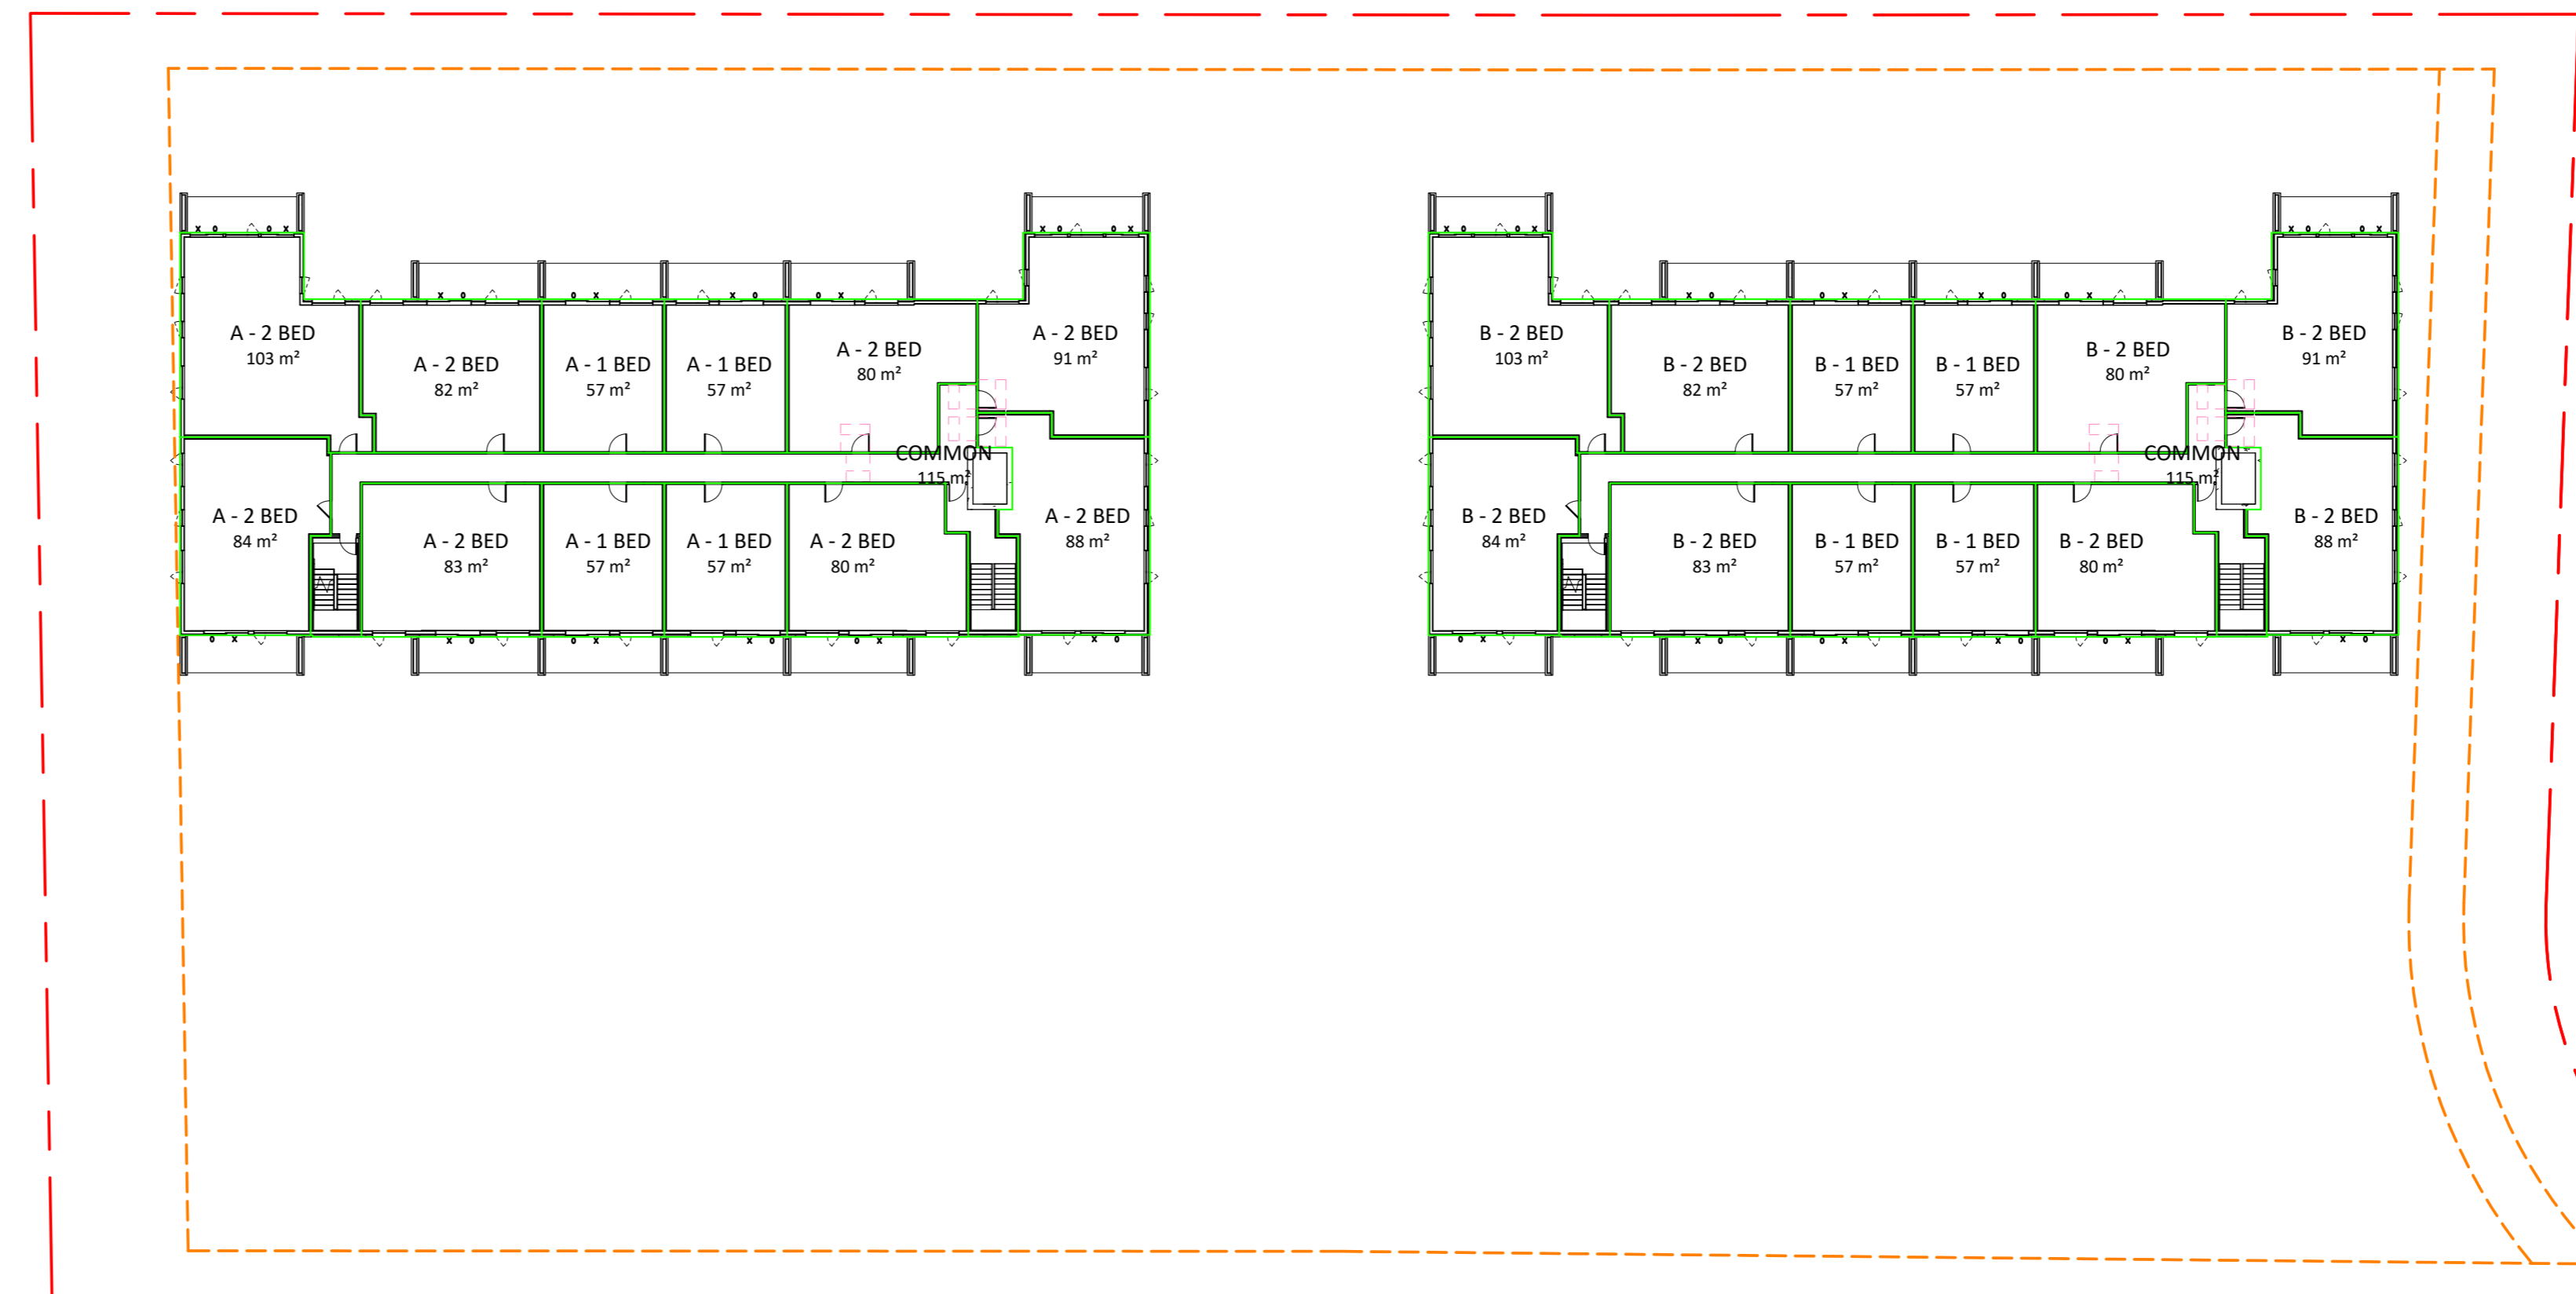 A - 2 BED
103 m²
A - 2 BED
82 m²
A - 1 BED
57 m²
A - 1 BED
57 m²
A - 2 BED
80 m²
A - 2 BED
91 m²
COMMON
115 m²
A - 2 BED
84 m²
A - 2 BED
83 m²
A - 1 BED
57 m²
A - 1 BED
57 m²
A - 2 BED
80 m²
A - 2 BED
88 m²
B - 2 BED
103 m²
B - 2 BED
82 m²
B - 1 BED
57 m²
B - 1 BED
57 m²
B - 2 BED
80 m²
B - 2 BED
91 m²
COMMON
115 m²
B - 2 BED
84 m²
B - 2 BED
83 m²
B - 1 BED
57 m²
B - 1 BED
57 m²
B - 2 BED
80 m²
B - 2 BED
88 m²